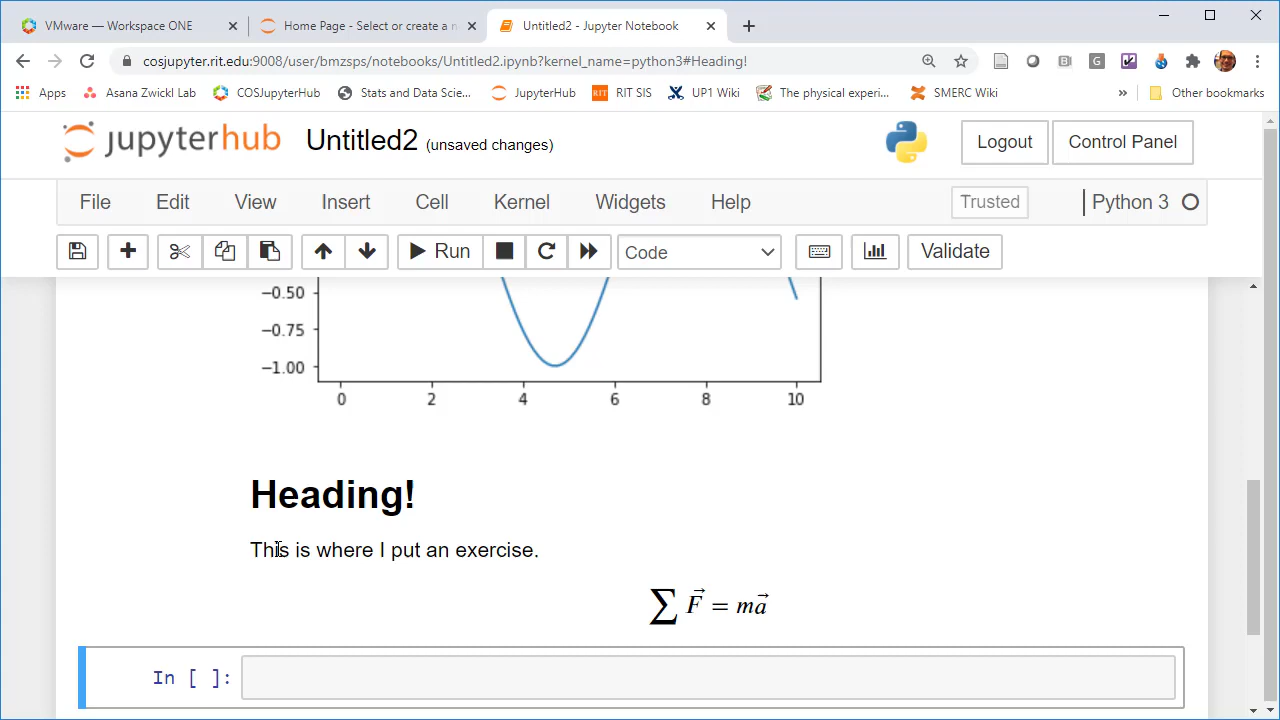 VMware — Workspace ONE
Home Page - Select or create a n
Untitled2 - Jupyter Notebook
cosjupyter.rit.edu:9008/user/bmzsps/notebooks/Untitled2.ipynb?kernel_name=python3#Heading!
Apps
Asana Zwickl Lab
COSJupyterHub
Stats and Data Scie...
JupyterHub
RIT
RIT SIS
UP1 Wiki
The physical experi...
SMERC Wiki
»
Other bookmarks
jupyterhub
Untitled2 (unsaved changes)
Logout
Control Panel
File
Edit
View
Insert
Cell
Kernel
Widgets
Help
Trusted
Python 3
Run
Code
Validate
−0.50
−0.75
−1.00
0 2 4 6 8 10
Heading!
This is where I put an exercise.
∑ F⃗ = ma⃗
In [ ]: